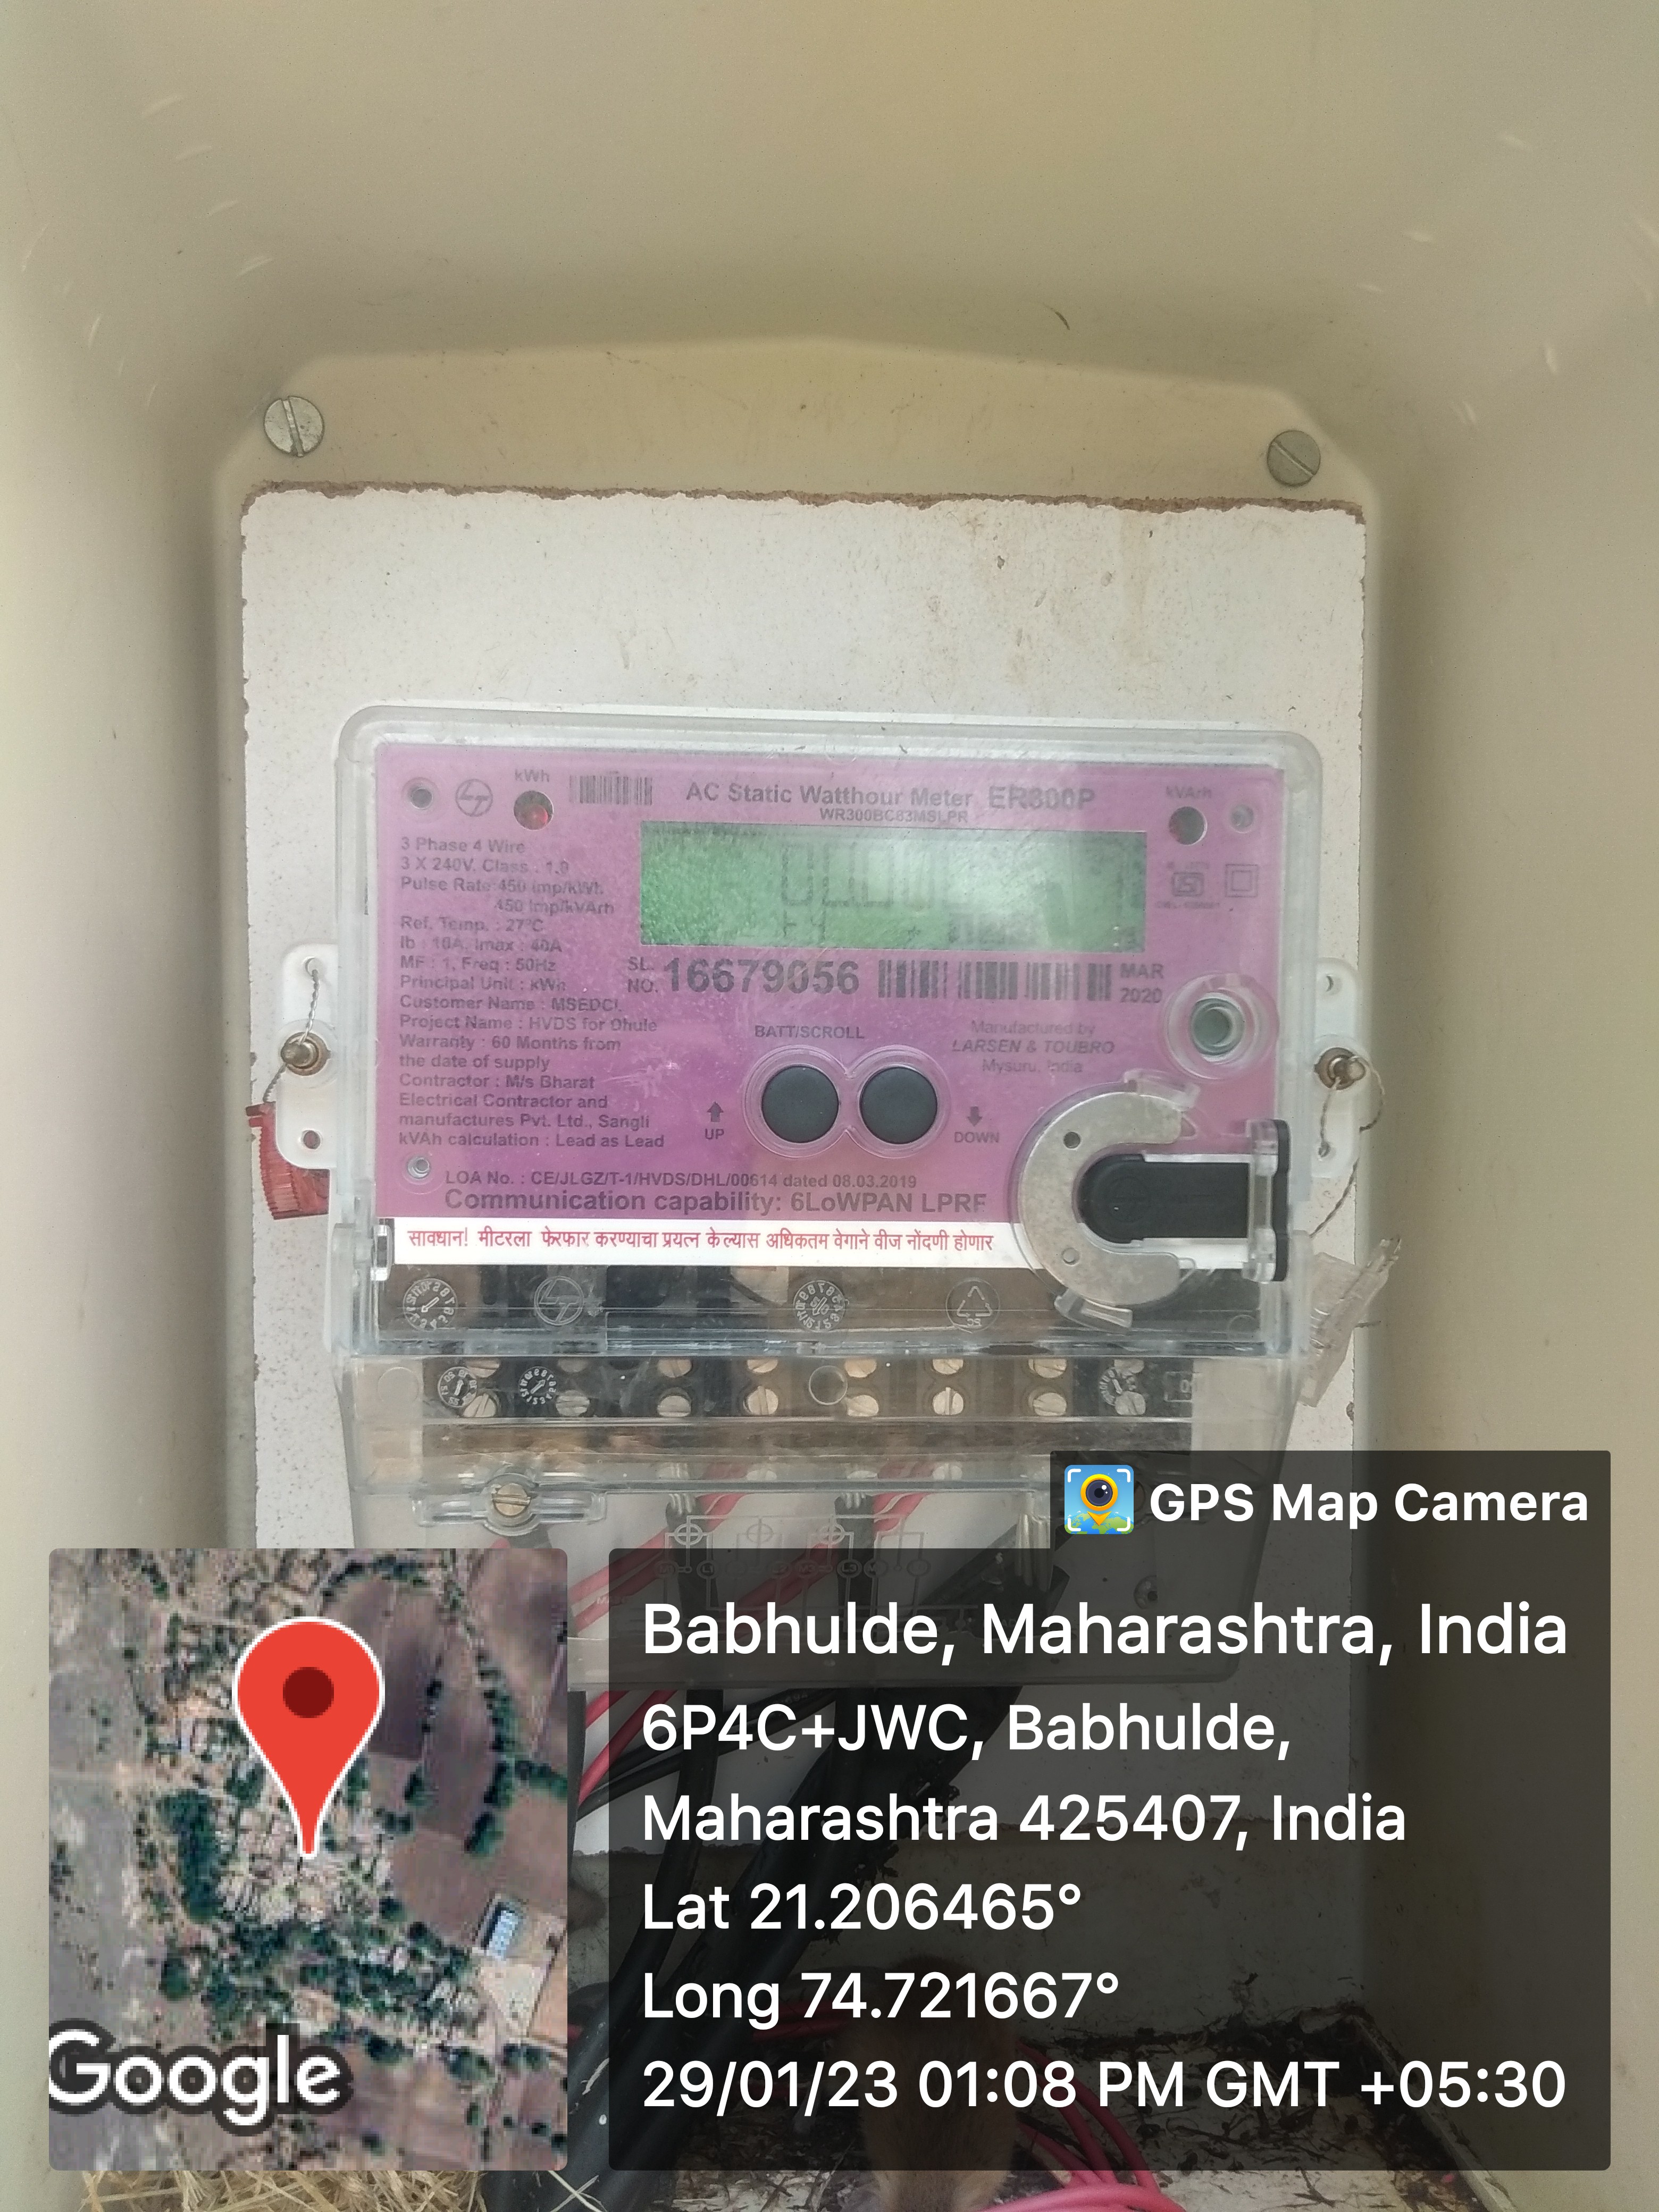 kWh
AC Static Watthour Meter ER300P
WR300BC83MSLPR
kVArh
3 Phase 4 Wire
3 X 240V, Class : 1.0
Pulse Rate:450 imp/kWh
450 imp/kVArh
Ref. Temp. : 27°C
Ib : 10A, Imax : 40A
MF : 1, Freq : 50Hz
Principal Unit : kWh
Customer Name : MSEDCL
Project Name : HVDS for Dhule
Warranty : 60 Months from
the date of supply
Contractor : M/s Bharat
Electrical Contractor and
manufactures Pvt. Ltd., Sangli
kVAh calculation : Lead as Lead
SL. NO. 16679056
MAR 2020
BATT/SCROLL
Manufactured by
LARSEN & TOUBRO
Mysuru, India
UP
DOWN
LOA No. : CE/JLGZ/T-1/HVDS/DHL/00614 dated 08.03.2019
Communication capability: 6LoWPAN LPRF
सावधान! मीटरला फेरफार करण्याचा प्रयत्न केल्यास अधिकतम वेगाने वीज नोंदणी होणार
GPS Map Camera
Babhulde, Maharashtra, India
6P4C+JWC, Babhulde,
Maharashtra 425407, India
Lat 21.206465°
Long 74.721667°
29/01/23 01:08 PM GMT +05:30
Google